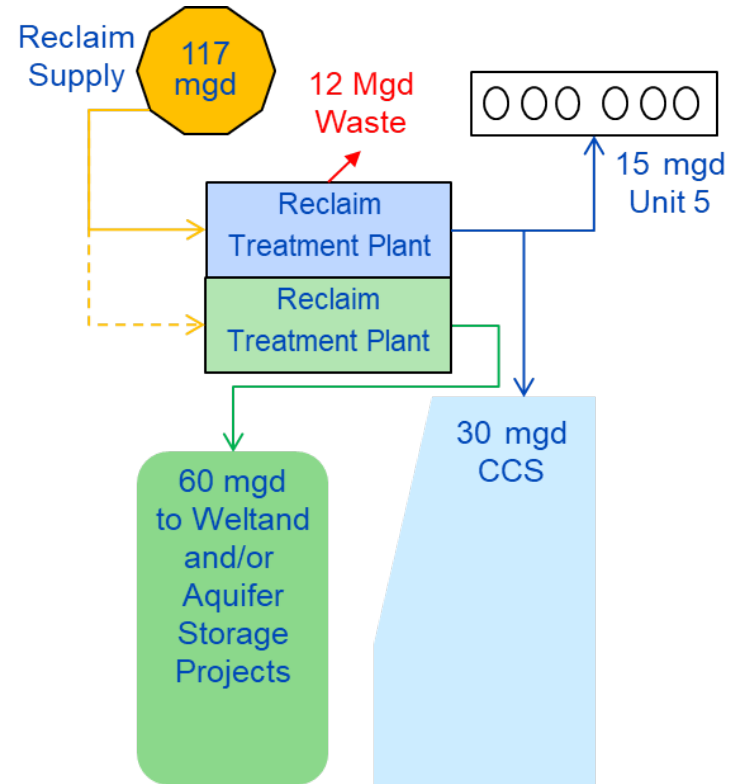 Reclaim
Supply
117
mgd
12 Mgd
Waste
15 mgd
Unit 5
Reclaim
Treatment Plant
Reclaim
Treatment Plant
30 mgd
CCS
60 mgd
to Weltand
and/or
Aquifer
Storage
Projects